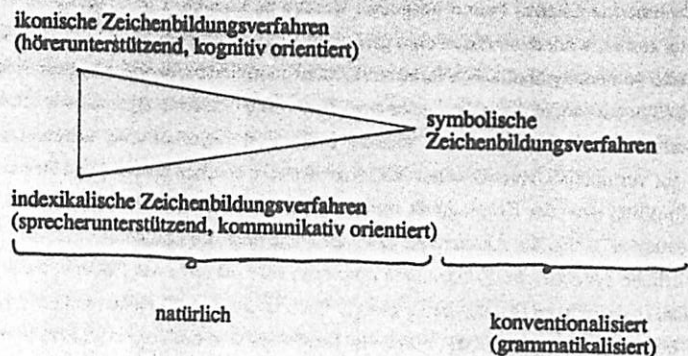 ikonische Zeichenbildungsverfahren
(hörerunterstützend, kognitiv orientiert)
symbolische
Zeichenbildungsverfahren
indexikalische Zeichenbildungsverfahren
(sprecherunterstützend, kommunikativ orientiert)
natürlich
konventionalisiert
(grammatikalisiert)